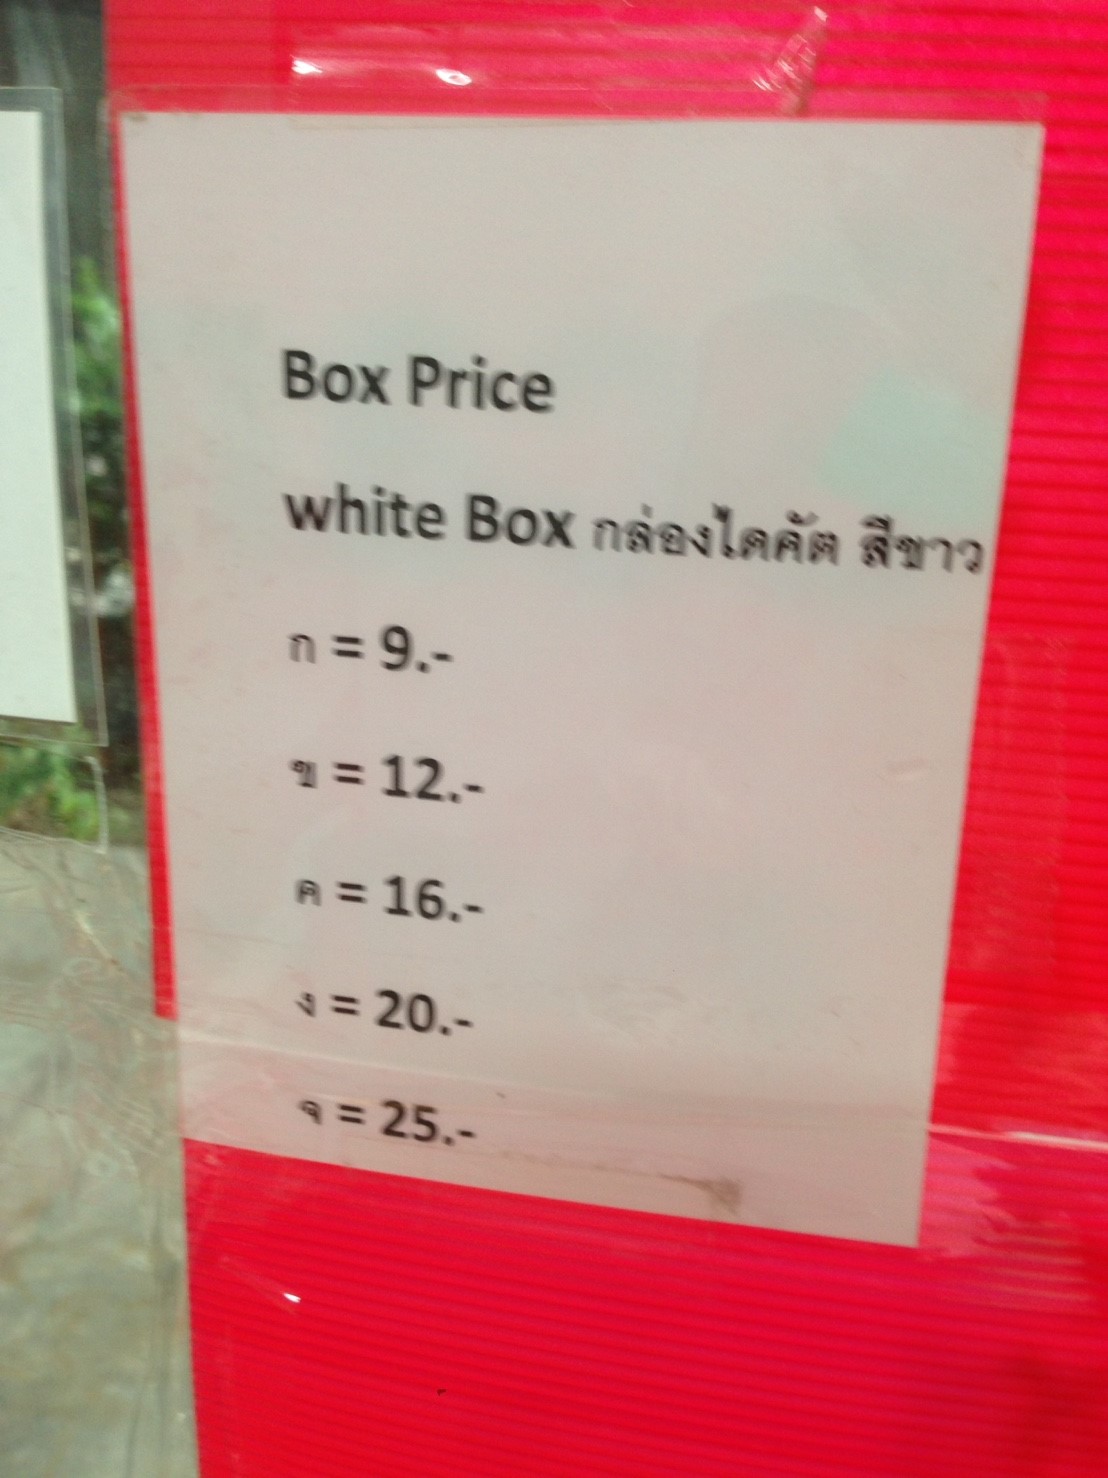 Box Price
white Box กล่องไดคัต สีขาว
ก = 9.-
ข = 12.-
ค = 16.-
ง = 20.-
จ = 25.-